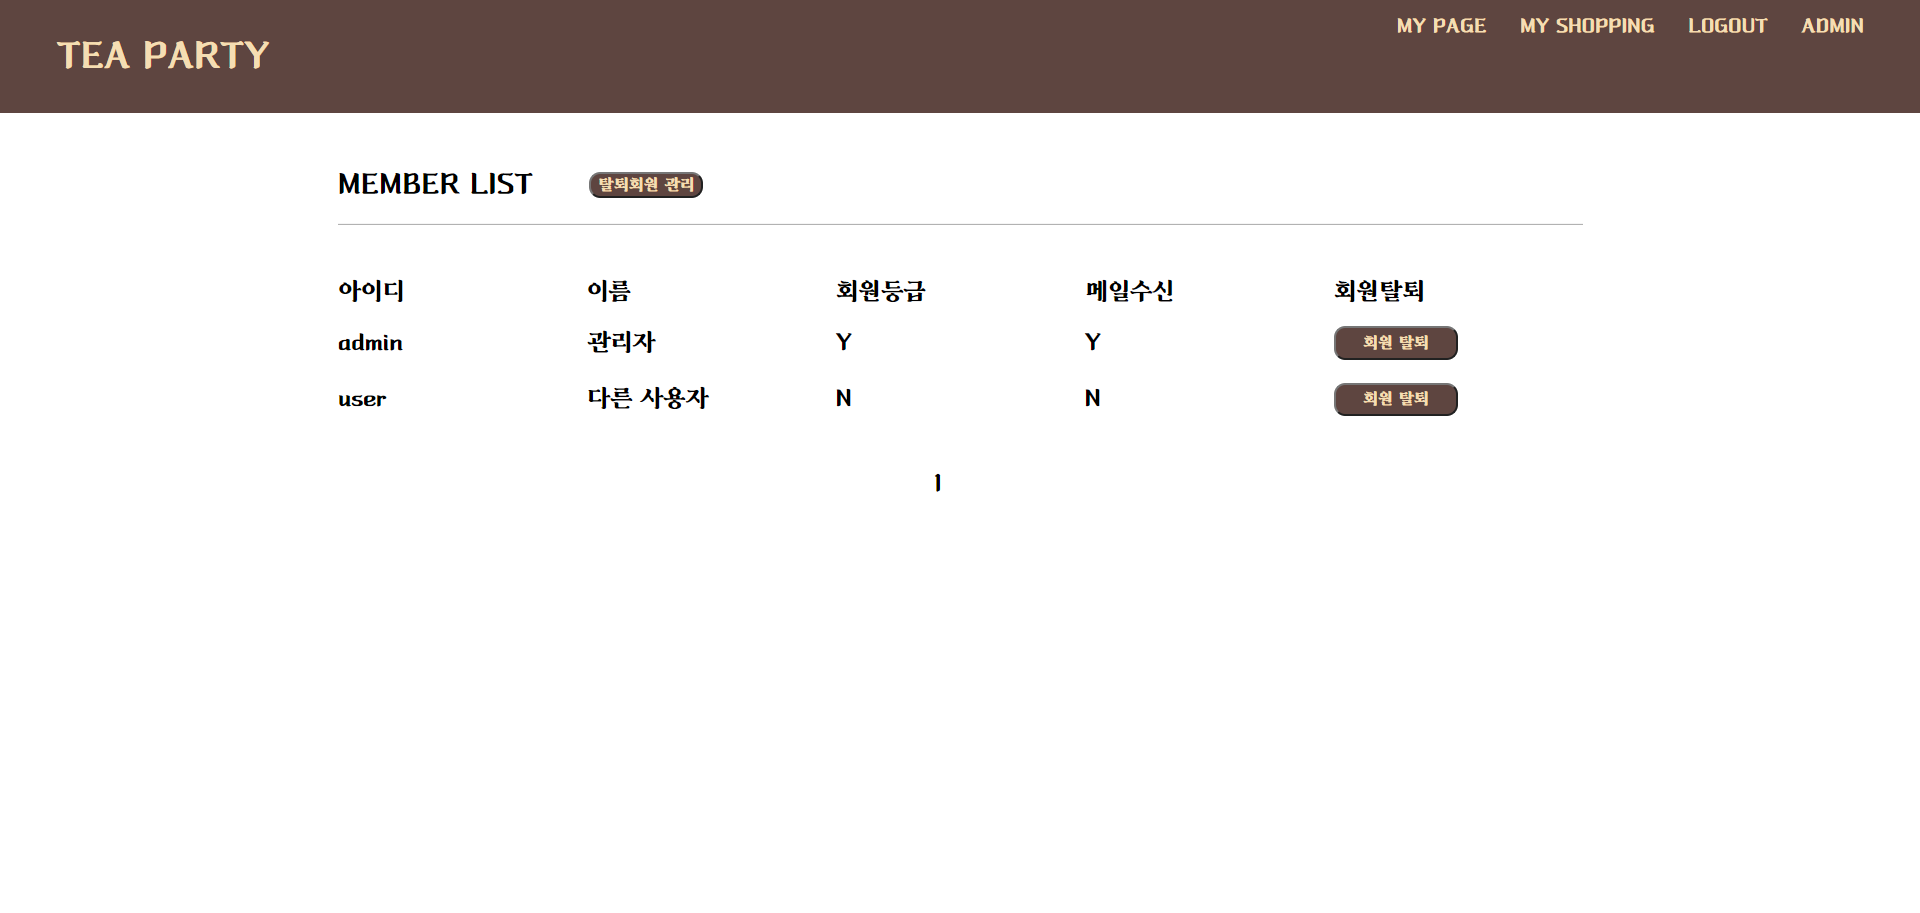 TEA PARTY
MY PAGE MY SHOPPING LOGOUT ADMIN
MEMBER LIST 탈퇴회원 관리
아이디 이름 회원등급 메일수신 회원탈퇴
admin 관리자 Y Y 회원 탈퇴
user 다른 사용자 N N 회원 탈퇴
1